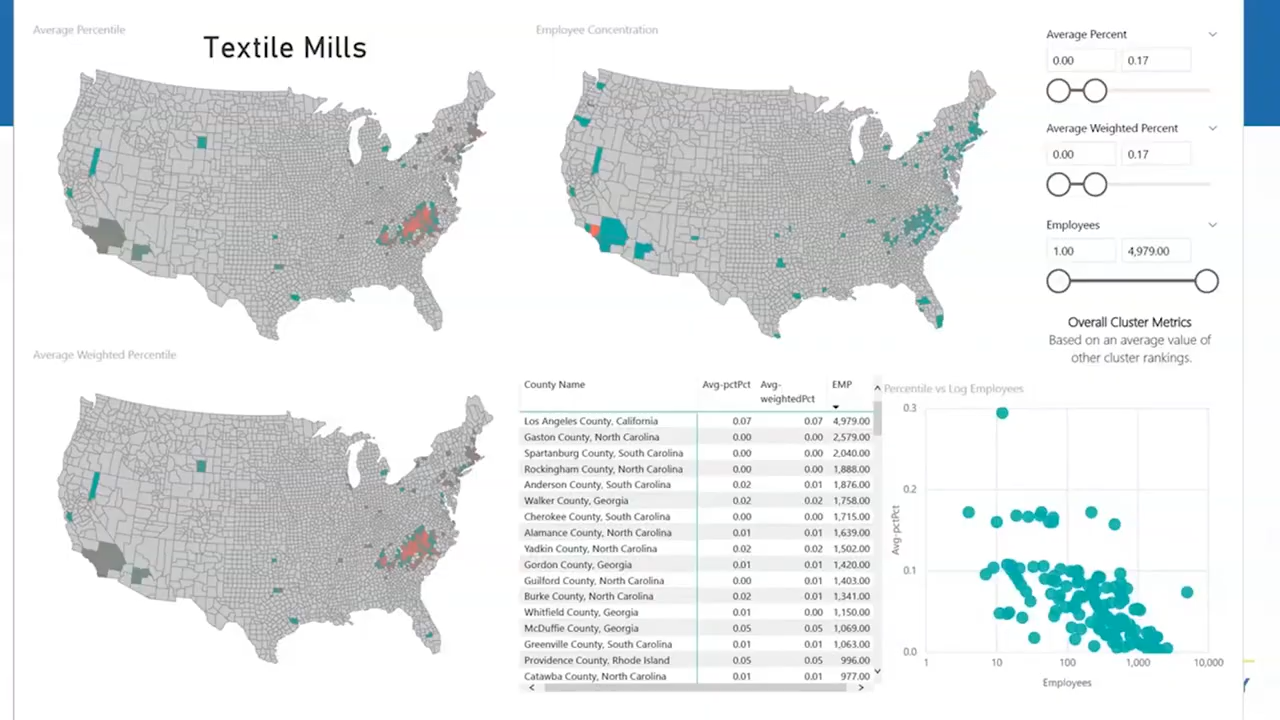 Average Percentile
Textile Mills
Employee Concentration
Average Percent
0.00 0.17
Average Weighted Percent
0.00 0.17
Employees
1.00 4,979.00
Overall Cluster Metrics
Based on an average value of
other cluster rankings.
Average Weighted Percentile
County Name Avg-pctPct Avg-weightedPct EMP
Los Angeles County, California 0.07 0.07 4,979.00
Gaston County, North Carolina 0.00 0.00 2,579.00
Spartanburg County, South Carolina 0.00 0.00 2,040.00
Rockingham County, North Carolina 0.00 0.00 1,888.00
Anderson County, South Carolina 0.02 0.01 1,876.00
Walker County, Georgia 0.02 0.02 1,758.00
Cherokee County, South Carolina 0.00 0.00 1,715.00
Alamance County, North Carolina 0.01 0.01 1,639.00
Yadkin County, North Carolina 0.02 0.02 1,502.00
Gordon County, Georgia 0.01 0.01 1,420.00
Guilford County, North Carolina 0.00 0.01 1,403.00
Burke County, North Carolina 0.02 0.01 1,341.00
Whitfield County, Georgia 0.01 0.00 1,150.00
McDuffie County, Georgia 0.05 0.05 1,069.00
Greenville County, South Carolina 0.01 0.01 1,063.00
Providence County, Rhode Island 0.05 0.05 996.00
Catawba County, North Carolina 0.01 0.01 977.00
Percentile vs Log Employees
Avg-pctPct
0.3
0.2
0.1
0.0
1 10 100 1,000 10,000
Employees